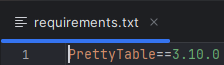 requirements.txt
1 PrettyTable==3.10.0